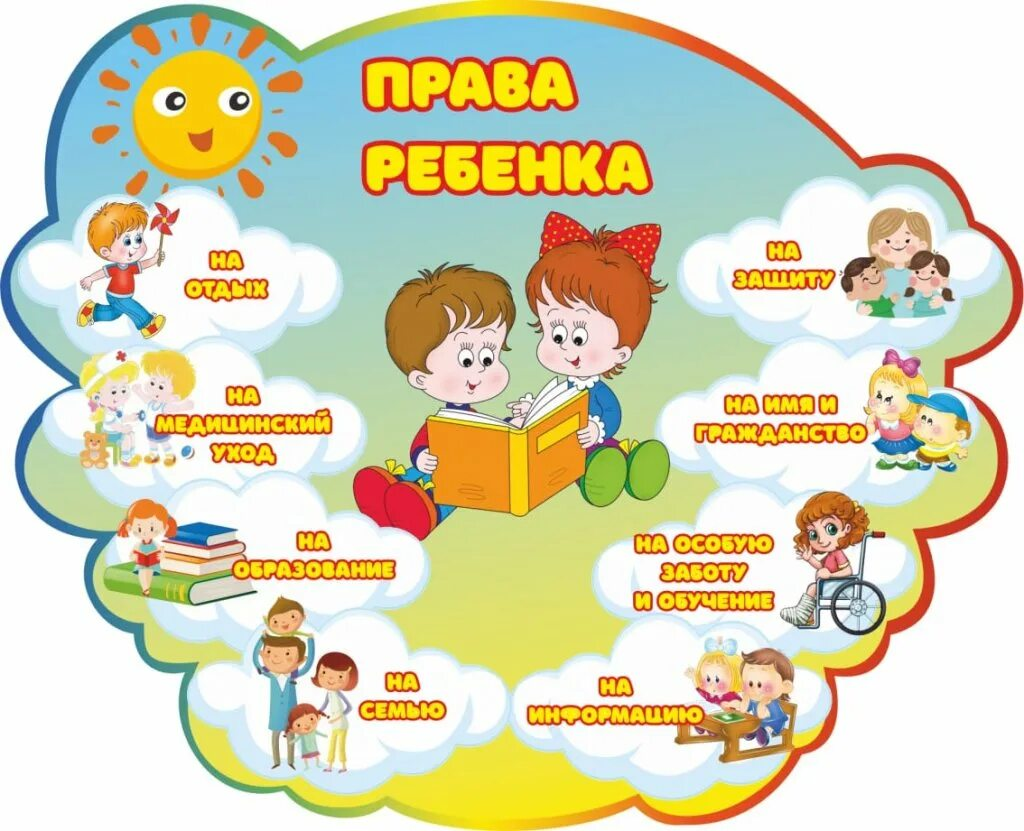 ПРАВА
РЕБЕНКА
НА
ОТДЫХ
НА
МЕДИЦИНСКИЙ
УХОД
НА
ОБРАЗОВАНИЕ
НА
СЕМЬЮ
НА
ЗАЩИТУ
НА ИМЯ И
ГРАЖДАНСТВО
НА ОСОБУЮ
ЗАБОТУ
И ОБУЧЕНИЕ
НА
ИНФОРМАЦИЮ